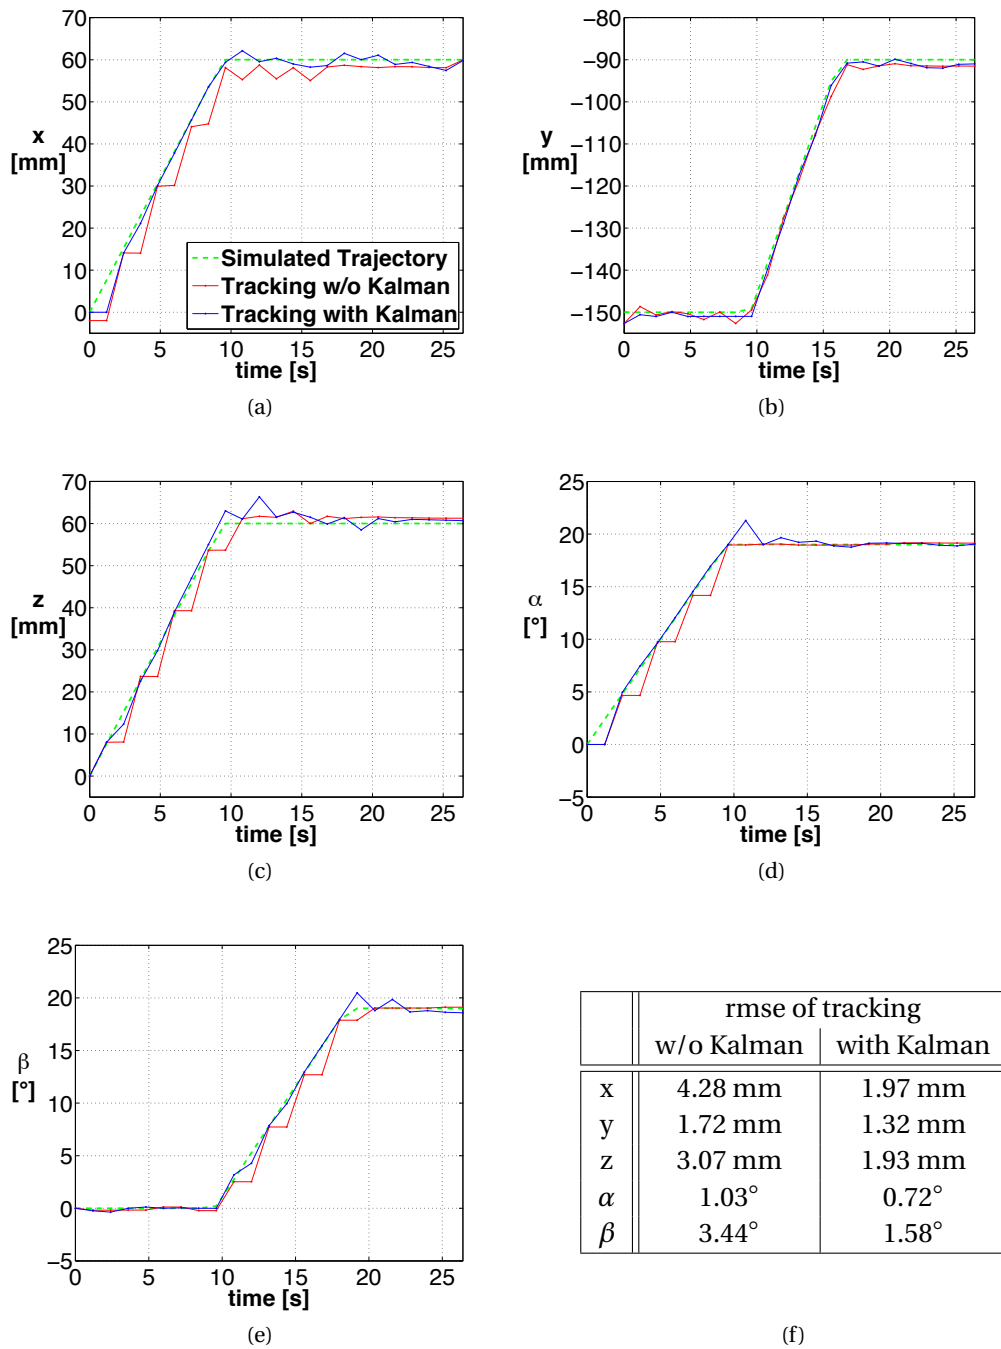 70
60
50
40
30
20
10
0
x
[mm]
Simulated Trajectory
Tracking w/o Kalman
Tracking with Kalman
0 5 10 15 20 25
time [s]
(a)
−80
−90
−100
−110
−120
−130
−140
−150
y
[mm]
0 5 10 15 20 25
time [s]
(b)
70
60
50
40
30
20
10
0
z
[mm]
0 5 10 15 20 25
time [s]
(c)
25
20
15
10
5
0
−5
α
[°]
0 5 10 15 20 25
time [s]
(d)
25
20
15
10
5
0
−5
β
[°]
0 5 10 15 20 25
time [s]
(e)
rmse of tracking
w/o Kalman with Kalman
x 4.28 mm 1.97 mm
y 1.72 mm 1.32 mm
z 3.07 mm 1.93 mm
α 1.03° 0.72°
β 3.44° 1.58°
(f)